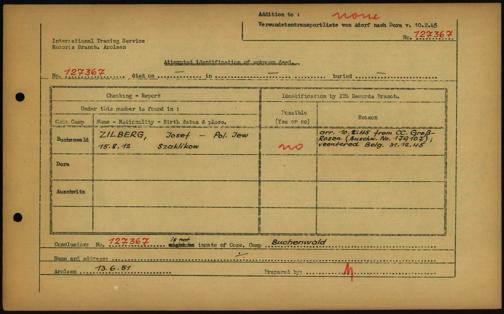 Addition to : none
Verwundetentransportliste von Adorf nach Dora v. 10.2.45
No. 127367
International Tracing Service
Records Branch, Arolsen
Attempted identification of unknown dead.
No. 127367 died on — in — buried —
Checking - Report
Identification by ITS Records Branch.
Under this number is found in :
Conc.Camp Name - Nationality - Birth dates & place.
Possible (Yes or no)
Reason
Buchenwald
ZILBERG, Josef - Pol. Jew
15.8.12 Szaklikow
no
arr. 10.2.45 from CC. Groß-
Rosen (Auschw. No. );
reentered Belg. 31.12.45
Dora
Auschwitz
Conclusion: No. 127367 is not inmate of Conc. Camp Buchenwald
Name and address:
Arolsen 13.6.51 Prepared by: